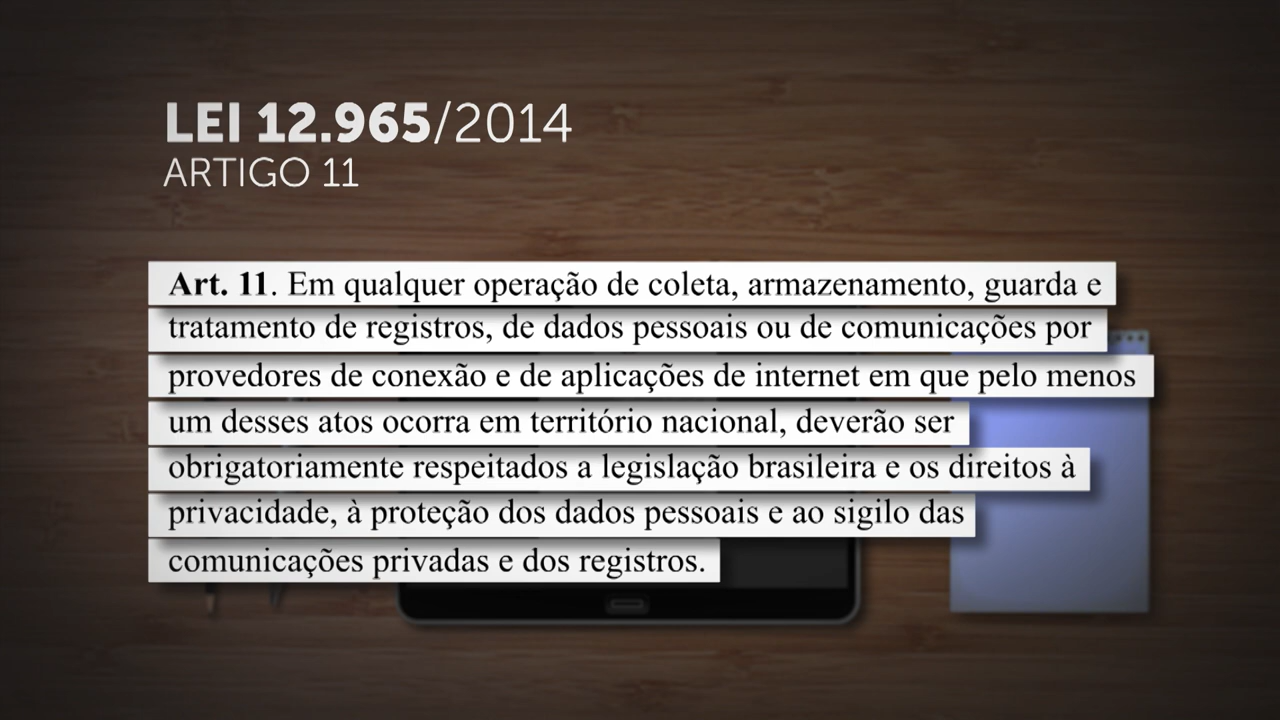 LEI 12.965/2014
ARTIGO 11
Art. 11. Em qualquer operação de coleta, armazenamento, guarda e
tratamento de registros, de dados pessoais ou de comunicações por
provedores de conexão e de aplicações de internet em que pelo menos
um desses atos ocorra em território nacional, deverão ser
obrigatoriamente respeitados a legislação brasileira e os direitos à
privacidade, à proteção dos dados pessoais e ao sigilo das
comunicações privadas e dos registros.